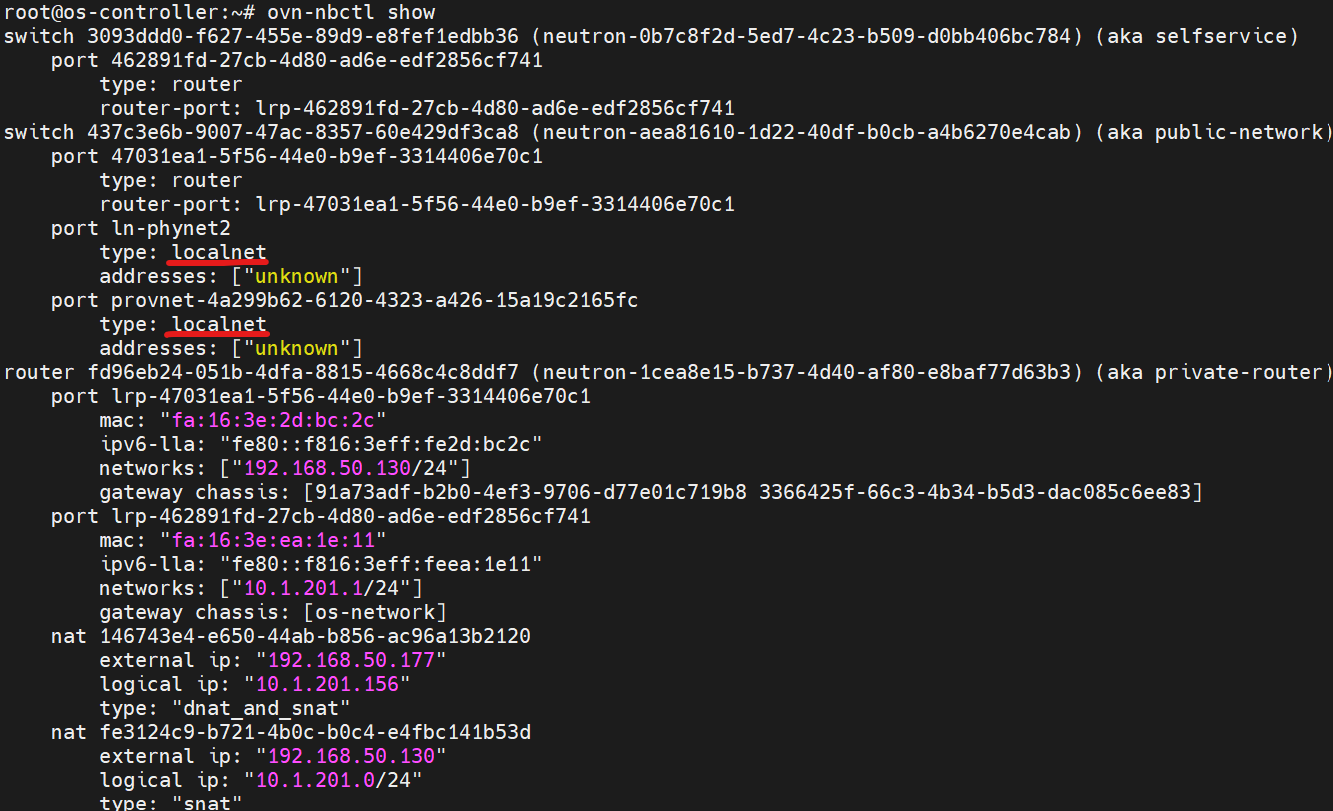 root@os-controller:~# ovn-nbctl show
switch 3093ddd0-f627-455e-89d9-e8fef1edbb36 (neutron-0b7c8f2d-5ed7-4c23-b509-d0bb406bc784) (aka selfservice)
    port 462891fd-27cb-4d80-ad6e-edf2856cf741
        type: router
        router-port: lrp-462891fd-27cb-4d80-ad6e-edf2856cf741
switch 437c3e6b-9007-47ac-8357-60e429df3ca8 (neutron-aea81610-1d22-40df-b0cb-a4b6270e4cab) (aka public-network)
    port 47031ea1-5f56-44e0-b9ef-3314406e70c1
        type: router
        router-port: lrp-47031ea1-5f56-44e0-b9ef-3314406e70c1
    port ln-phynet2
        type: localnet
        addresses: ["unknown"]
    port provnet-4a299b62-6120-4323-a426-15a19c2165fc
        type: localnet
        addresses: ["unknown"]
router fd96eb24-051b-4dfa-8815-4668c4c8ddf7 (neutron-1cea8e15-b737-4d40-af80-e8baf77d63b3) (aka private-router)
    port lrp-47031ea1-5f56-44e0-b9ef-3314406e70c1
        mac: "fa:16:3e:2d:bc:2c"
        ipv6-lla: "fe80::f816:3eff:fe2d:bc2c"
        networks: ["192.168.50.130/24"]
        gateway chassis: [91a73adf-b2b0-4ef3-9706-d77e01c719b8 3366425f-66c3-4b34-b5d3-dac085c6ee83]
    port lrp-462891fd-27cb-4d80-ad6e-edf2856cf741
        mac: "fa:16:3e:ea:1e:11"
        ipv6-lla: "fe80::f816:3eff:feea:1e11"
        networks: ["10.1.201.1/24"]
        gateway chassis: [os-network]
    nat 146743e4-e650-44ab-b856-ac96a13b2120
        external ip: "192.168.50.177"
        logical ip: "10.1.201.156"
        type: "dnat_and_snat"
    nat fe3124c9-b721-4b0c-b0c4-e4fbc141b53d
        external ip: "192.168.50.130"
        logical ip: "10.1.201.0/24"
        type: "snat"